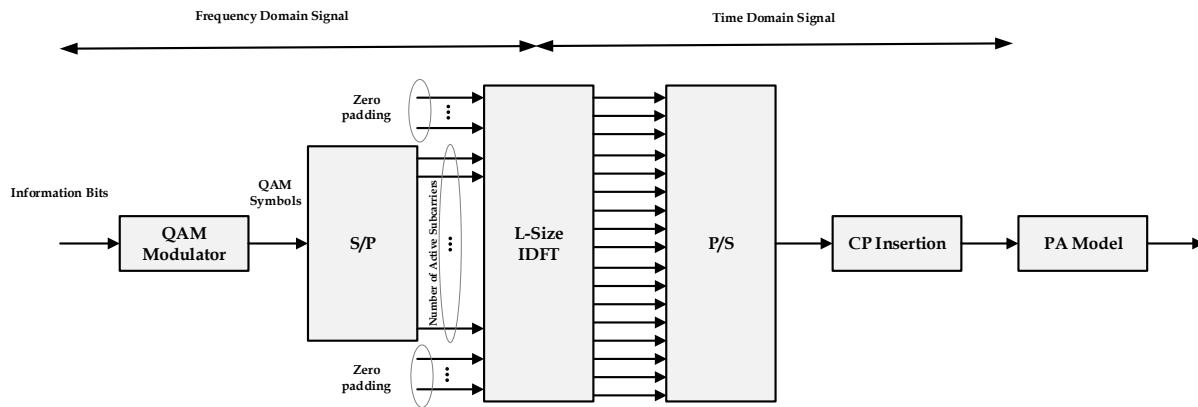 Frequency Domain Signal
Time Domain Signal
Zero
padding
Information Bits
QAM
Symbols
QAM
Modulator
S/P
Number of Active Subcarriers
L-Size
IDFT
P/S
CP Insertion
PA Model
Zero
padding